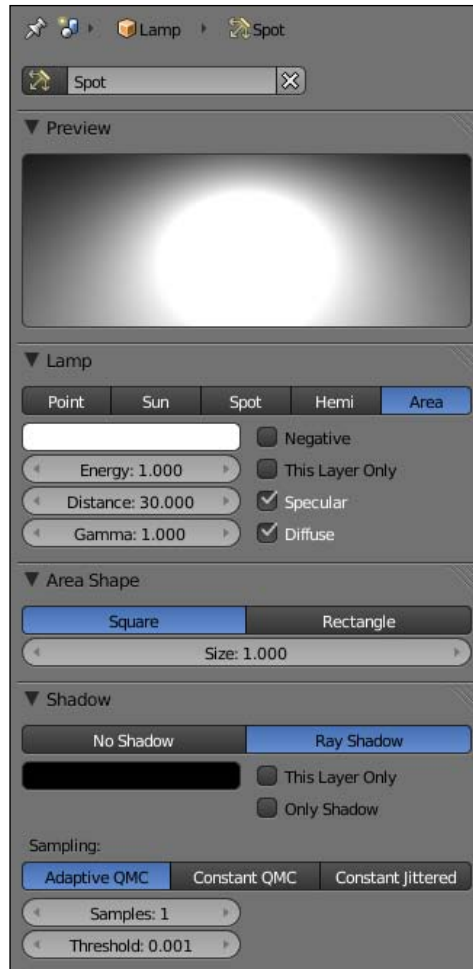 Lamp Spot
Spot
Preview
Lamp
Point Sun Spot Hemi Area
Negative
Energy: 1.000 This Layer Only
Distance: 30.000 Specular
Gamma: 1.000 Diffuse
Area Shape
Square Rectangle
Size: 1.000
Shadow
No Shadow Ray Shadow
This Layer Only
Only Shadow
Sampling:
Adaptive QMC Constant QMC Constant Jittered
Samples: 1
Threshold: 0.001